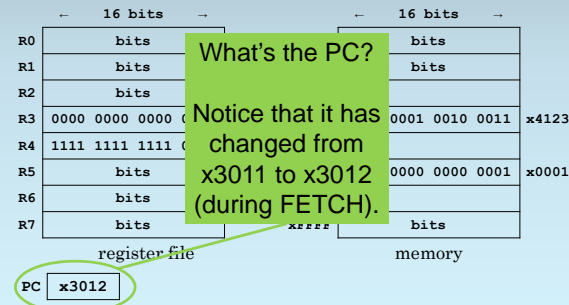 ← 16 bits → ← 16 bits →
R0 bits bits
R1 bits bits
R2 bits
R3 0000 0000 0000 0001 0010 0011 x4123
R4 1111 1111 1111
R5 bits 0000 0000 0001 x0001
R6 bits
R7 bits xFFFF bits
register file memory
PC x3012
What's the PC?
Notice that it has
changed from
x3011 to x3012
(during FETCH).